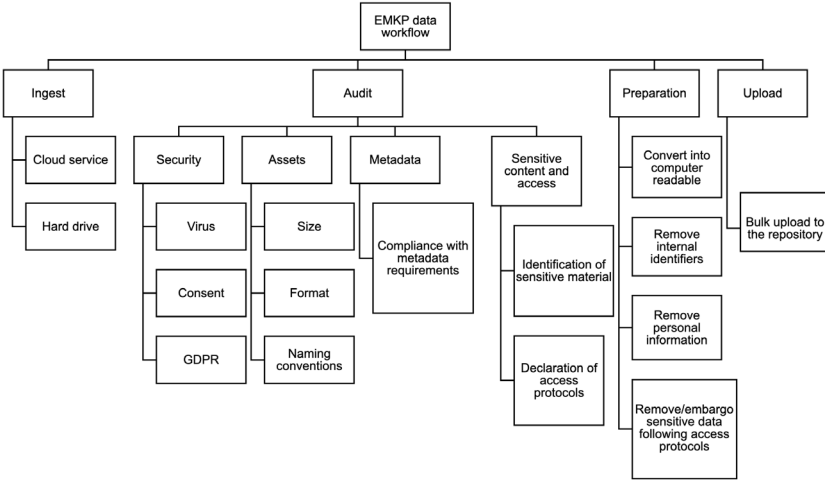 EMKP data
workflow
Ingest
Audit
Preparation
Upload
Cloud service
Security
Assets
Metadata
Sensitive
content and
access
Convert into
computer
readable
Hard drive
Virus
Size
Compliance with
metadata
requirements
Identification of
sensitive material
Remove
internal
identifiers
Bulk upload to
the repository
Consent
Format
Remove
personal
information
GDPR
Naming
conventions
Declaration of
access
protocols
Remove/embargo
sensitive data
following access
protocols